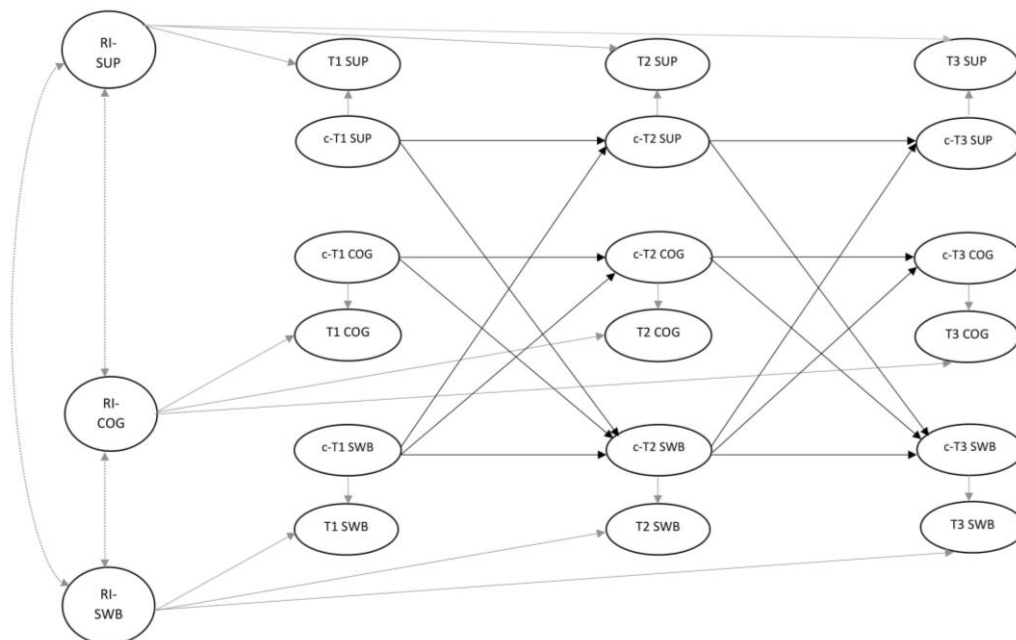 RI-
SUP
T1 SUP
T2 SUP
T3 SUP
c-T1 SUP
c-T2 SUP
c-T3 SUP
c-T1 COG
c-T2 COG
c-T3 COG
T1 COG
T2 COG
T3 COG
RI-
COG
c-T1 SWB
c-T2 SWB
c-T3 SWB
T1 SWB
T2 SWB
T3 SWB
RI-
SWB